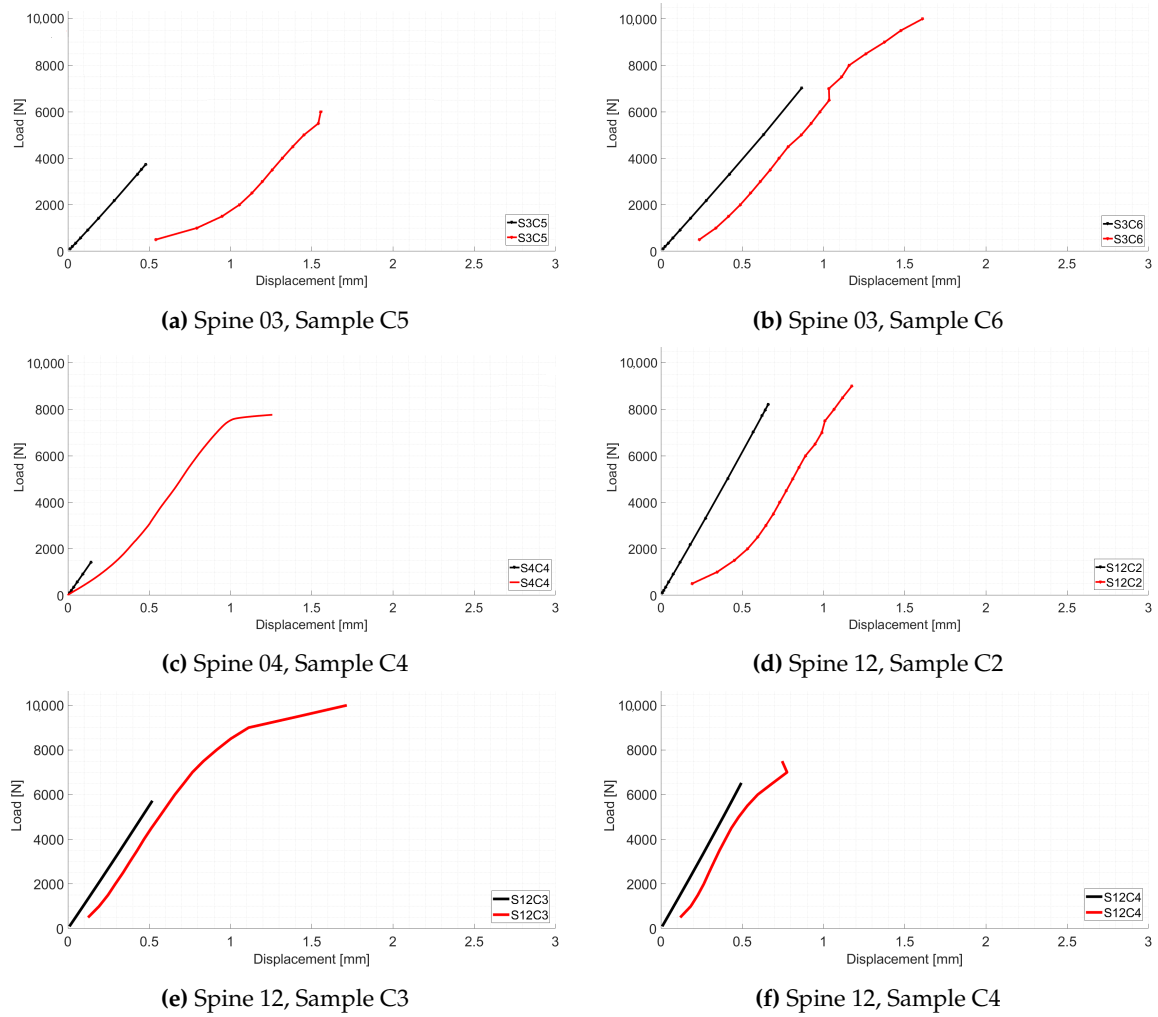 10,000
8000
6000
4000
2000
0
Load [N]
S3C5
S3C5
0 0.5 1 1.5 2 2.5 3
Displacement [mm]
(a) Spine 03, Sample C5
10,000
8000
6000
4000
2000
0
Load [N]
S3C6
S3C6
0 0.5 1 1.5 2 2.5 3
Displacement [mm]
(b) Spine 03, Sample C6
10,000
8000
6000
4000
2000
0
Load [N]
S4C4
S4C4
0 0.5 1 1.5 2 2.5 3
Displacement [mm]
(c) Spine 04, Sample C4
10,000
8000
6000
4000
2000
0
Load [N]
S12C2
S12C2
0 0.5 1 1.5 2 2.5 3
Displacement [mm]
(d) Spine 12, Sample C2
10,000
8000
6000
4000
2000
0
Load [N]
S12C3
S12C3
0 0.5 1 1.5 2 2.5 3
Displacement [mm]
(e) Spine 12, Sample C3
10,000
8000
6000
4000
2000
0
Load [N]
S12C4
S12C4
0 0.5 1 1.5 2 2.5 3
Displacement [mm]
(f) Spine 12, Sample C4